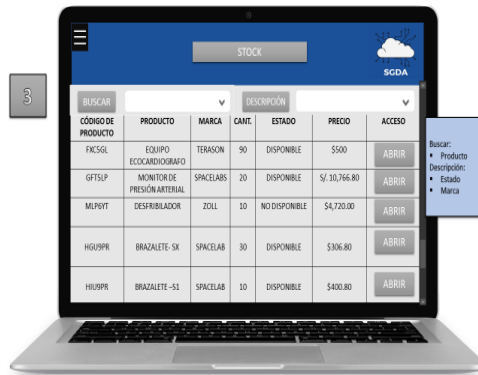 STOCK
SGDA
3
BUSCAR
DESCRIPCIÓN
CÓDIGO DE PRODUCTO PRODUCTO MARCA CANT. ESTADO PRECIO ACCESO
FXC5GL EQUIPO ECOCARDIOGRAFO TERASON 90 DISPONIBLE $500 ABRIR
GFT5LP MONITOR DE PRESIÓN ARTERIAL SPACELABS 20 DISPONIBLE S/. 10,766.80 ABRIR
MLP6YT DESFRIBILADOR ZOLL 10 NO DISPONIBLE $4,720.00 ABRIR
HGU9PR BRAZALETE- SX SPACELAB 30 DISPONIBLE $306.80 ABRIR
HIU9PR BRAZALETE –S1 SPACELAB 10 DISPONIBLE $400.80 ABRIR
Buscar:
▪ Producto
Descripción:
▪ Estado
▪ Marca